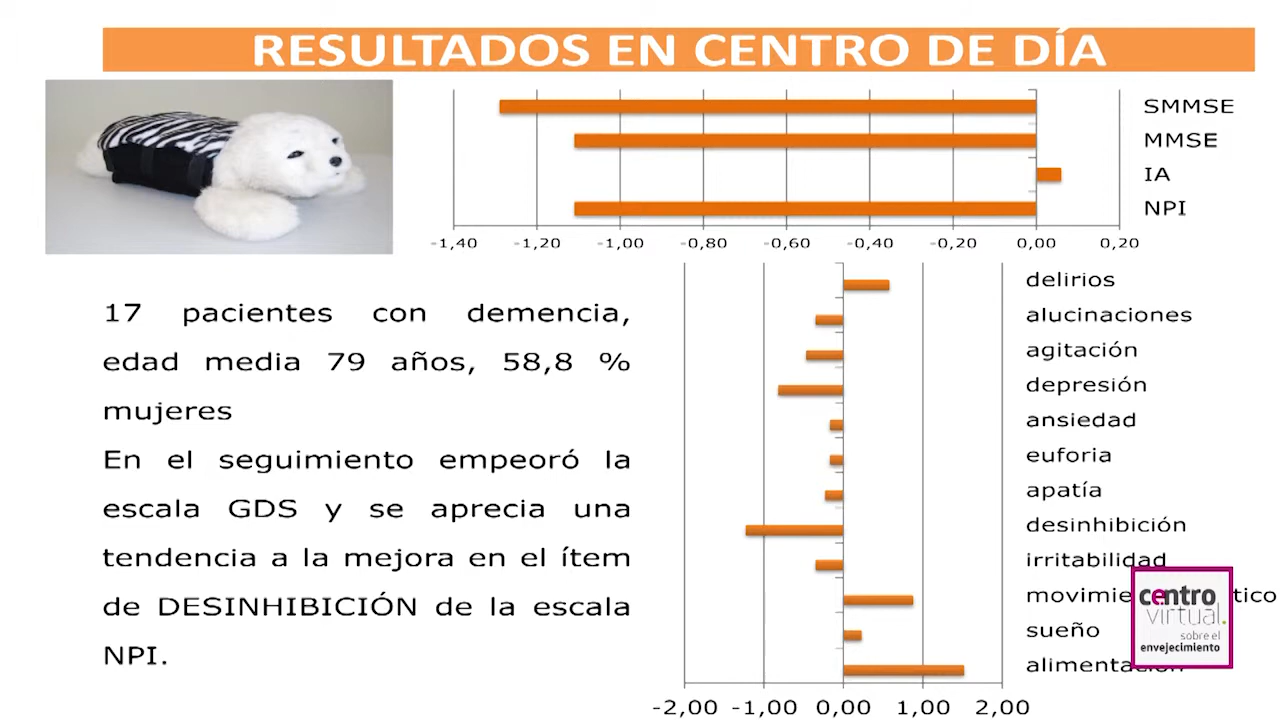 RESULTADOS EN CENTRO DE DÍA
SMMSE
MMSE
IA
NPI
-1,40 -1,20 -1,00 -0,80 -0,60 -0,40 -0,20 0,00 0,20
17 pacientes con demencia,
edad media 79 años, 58,8 %
mujeres
En el seguimiento empeoró la
escala GDS y se aprecia una
tendencia a la mejora en el ítem
de DESINHIBICIÓN de la escala
NPI.
delirios
alucinaciones
agitación
depresión
ansiedad
euforia
apatía
desinhibición
irritabilidad
sueño
-2,00 -1,00 0,00 1,00 2,00
centro
virtual.
sobre el
envejecimiento